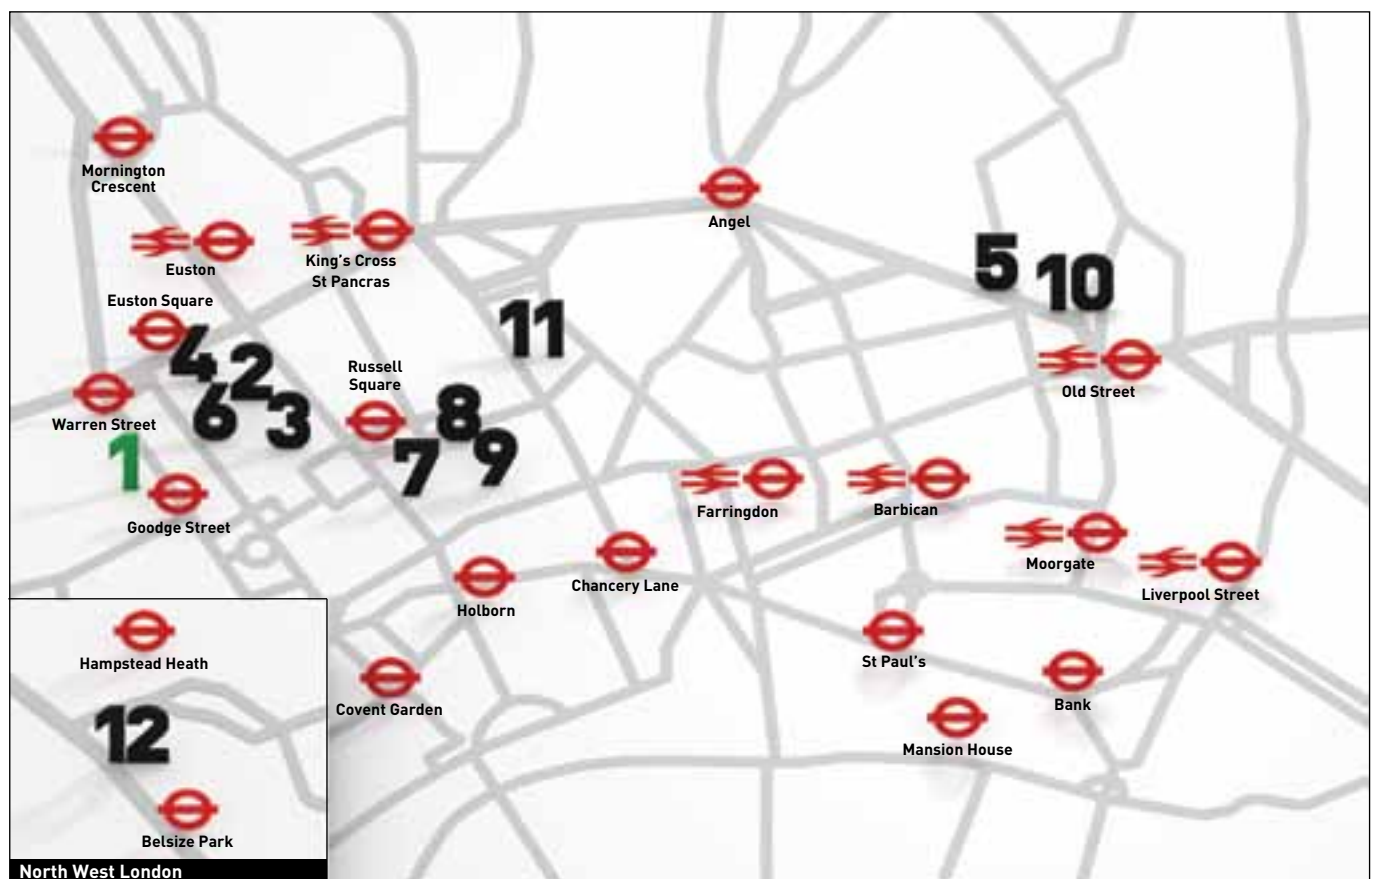 Mornington
Crescent
Angel
Euston
King's Cross
St Pancras
Euston Square
5
10
11
4
2
6
3
Russell
Square
Old Street
Warren Street
8
7
9
1
Goodge Street
Farringdon
Barbican
Moorgate
Liverpool Street
Chancery Lane
Holborn
St Paul's
Hampstead Heath
Covent Garden
Bank
Mansion House
12
Belsize Park
North West London